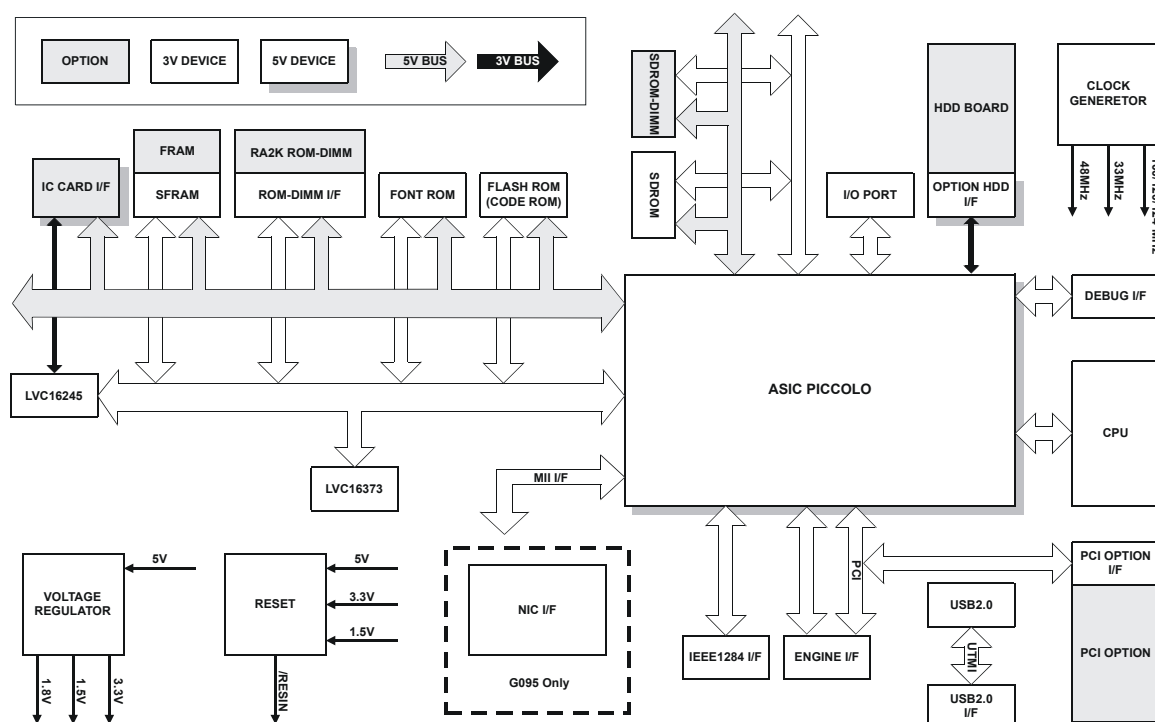 OPTION
3V DEVICE
5V DEVICE
5V BUS
3V BUS
SDROM-DIMM
HDD BOARD
CLOCK
GENERETOR
FRAM
RA2K ROM-DIMM
IC CARD I/F
SFRAM
ROM-DIMM I/F
FONT ROM
FLASH ROM
(CODE ROM)
SDROM
I/O PORT
OPTION HDD
I/F
48MHz
33MHz
DEBUG I/F
ASIC PICCOLO
LVC16245
CPU
LVC16373
MII I/F
5V
5V
VOLTAGE
REGULATOR
RESET
3.3V
1.5V
NIC I/F
PCI
PCI OPTION
I/F
USB2.0
IEEE1284 I/F
ENGINE I/F
UTMI
PCI OPTION
G095 Only
1.8V
1.5V
3.3V
/RESIN
USB2.0
I/F